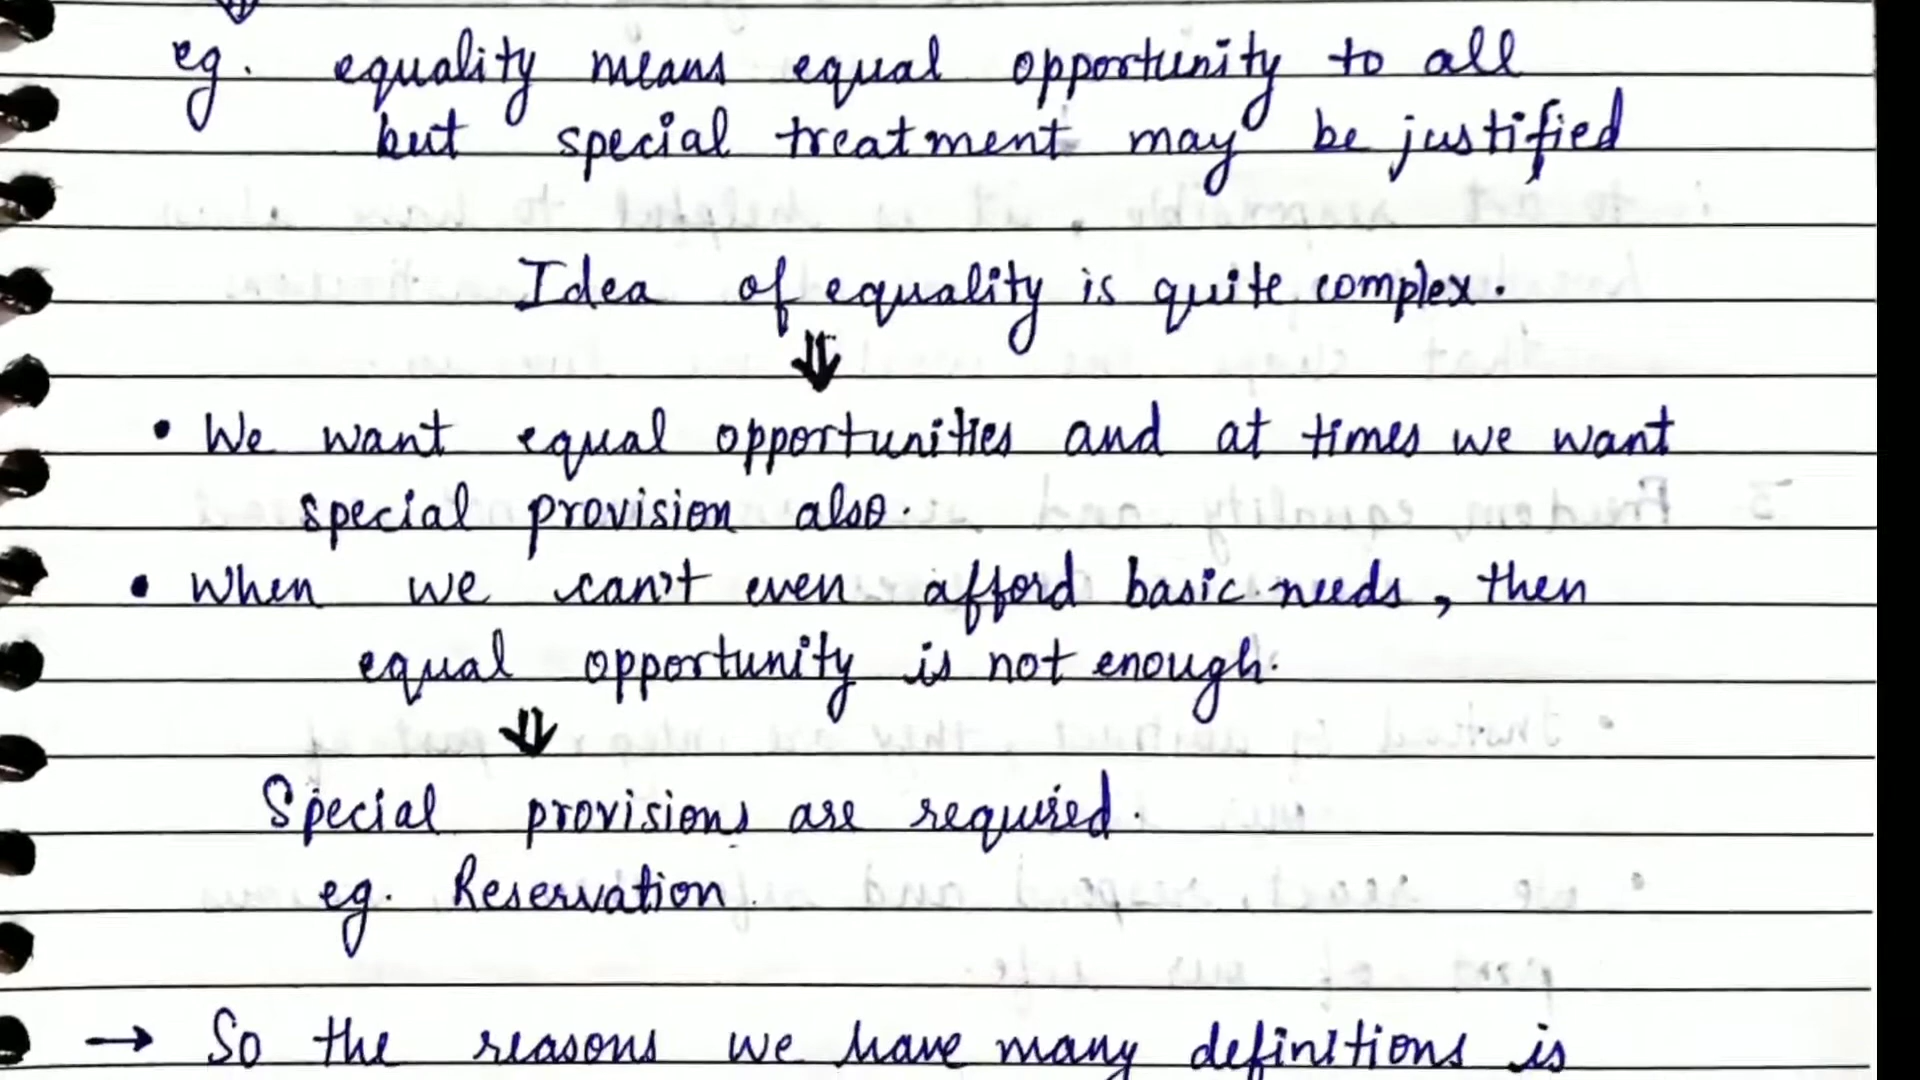 eg. equality means equal opportunity to all
but special treatment may be justified
Idea of equality is quite complex.
⇓
• We want equal opportunities and at times we want
special provision also.
• When we can't even afford basic needs, then
equal opportunity is not enough.
⇓
Special provisions are required.
eg. Reservation
→ So the reasons we have many definitions is